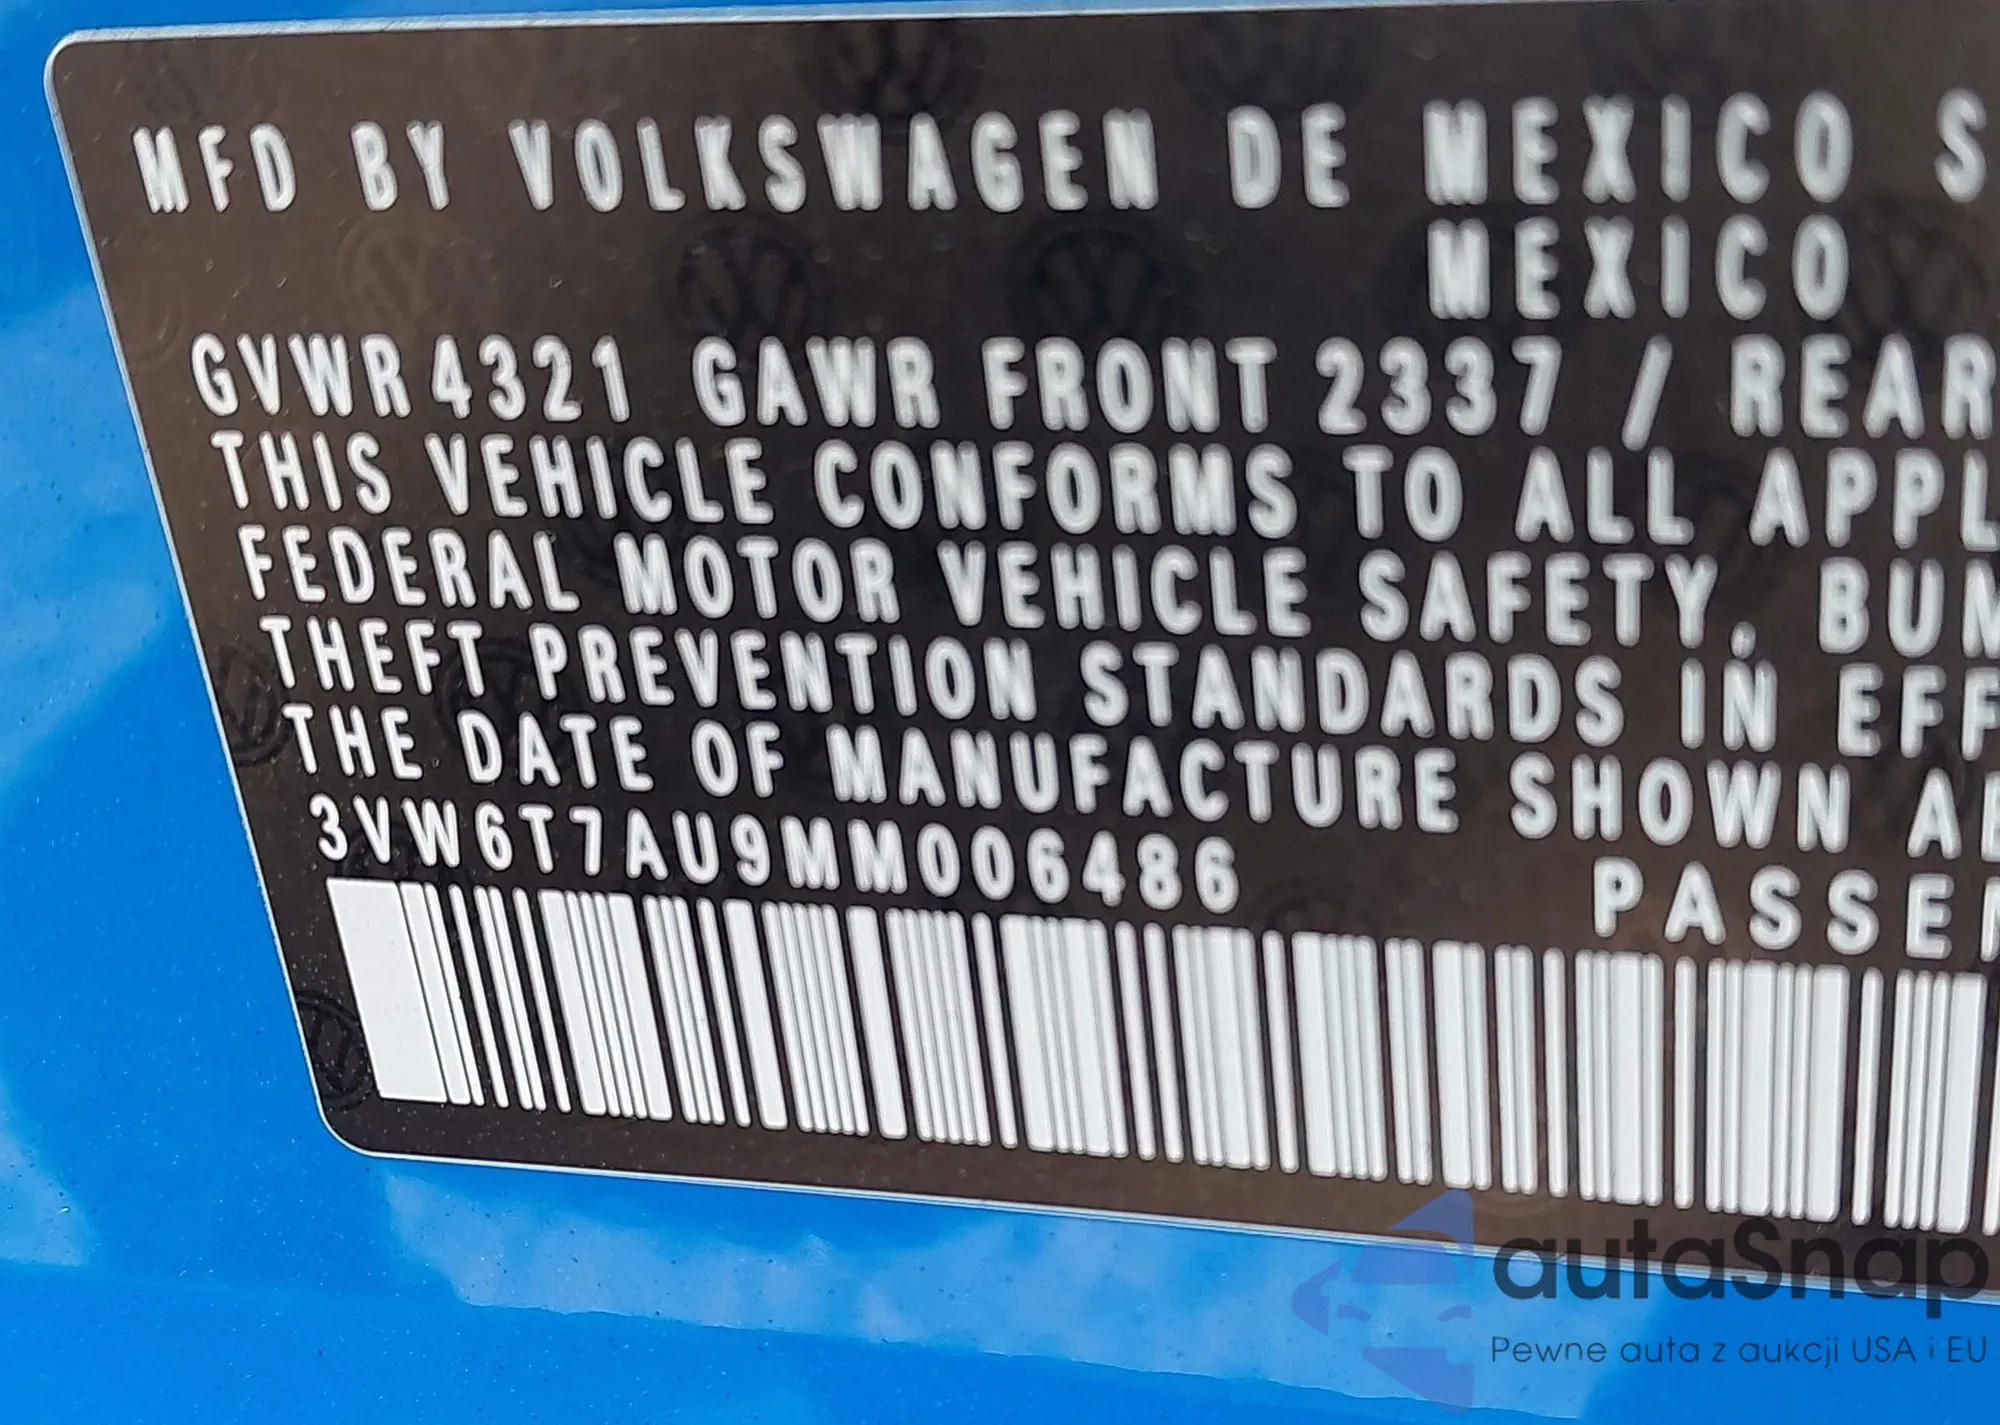 MFD BY VOLKSWAGEN DE MEXICO S
MEXICO
GVWR 4321 GAWR FRONT 2337 / REAR
THIS VEHICLE CONFORMS TO ALL APPL
FEDERAL MOTOR VEHICLE SAFETY, BUM
THEFT PREVENTION STANDARDS IN EFF
THE DATE OF MANUFACTURE SHOWN AB
3VW6T7AU9MM006486 PASSEN
autaSnap
Pewne auta z aukcji USA i EU